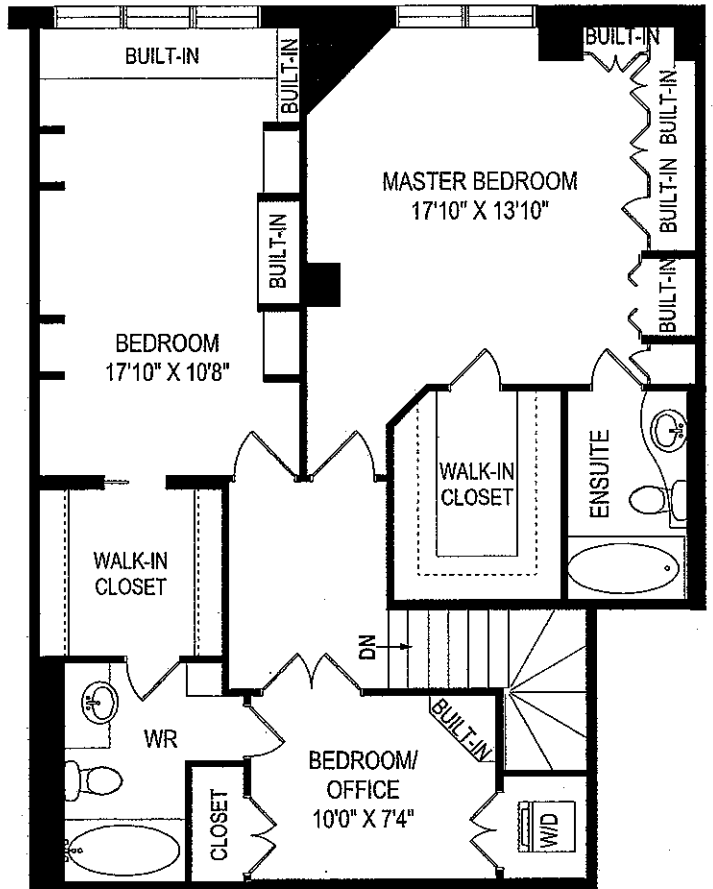 BUILT-IN
BUILT-IN
BUILT-IN
BUILT-IN
BUILT-IN
MASTER BEDROOM
17'10" X 13'10"
BUILT-IN
BUILT-IN
BEDROOM
17'10" X 10'8"
WALK-IN
CLOSET
ENSUITE
WALK-IN
CLOSET
DN
WR
BUILT-IN
BEDROOM/
OFFICE
10'0" X 7'4"
CLOSET
W/D